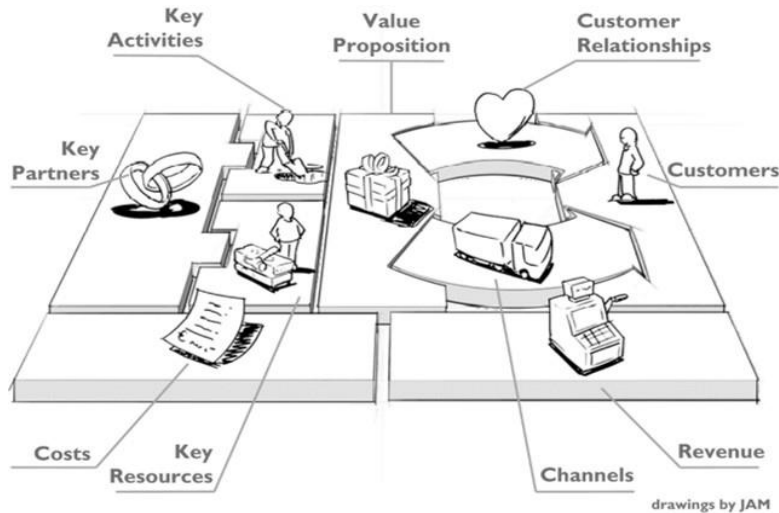 Key
Activities
Value
Proposition
Customer
Relationships
Key
Partners
Customers
Costs
Key
Resources
Channels
Revenue
drawings by JAM